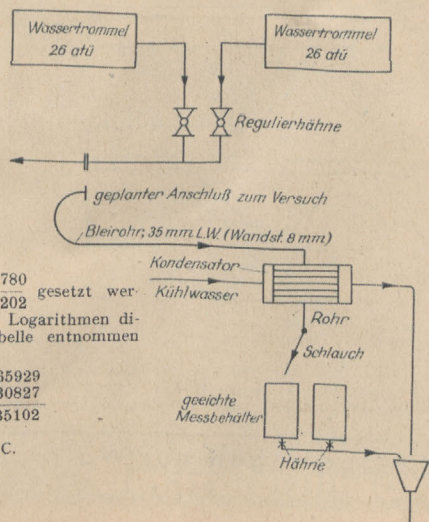 Wassertrommel
26 atü
Wassertrommel
26 atü
Regulierhähne
geplanter Anschluß zum Versuch
Bleirohr, 35 mm L.W. (Wandst. 8 mm)
Kondensator
Kühlwasser
Rohr
Schlauch
geeichte
Messbehälter
Hähne
780
202 gesetzt wer-
Logarithmen di-
belle entnommen
35929
30827
35102
C.